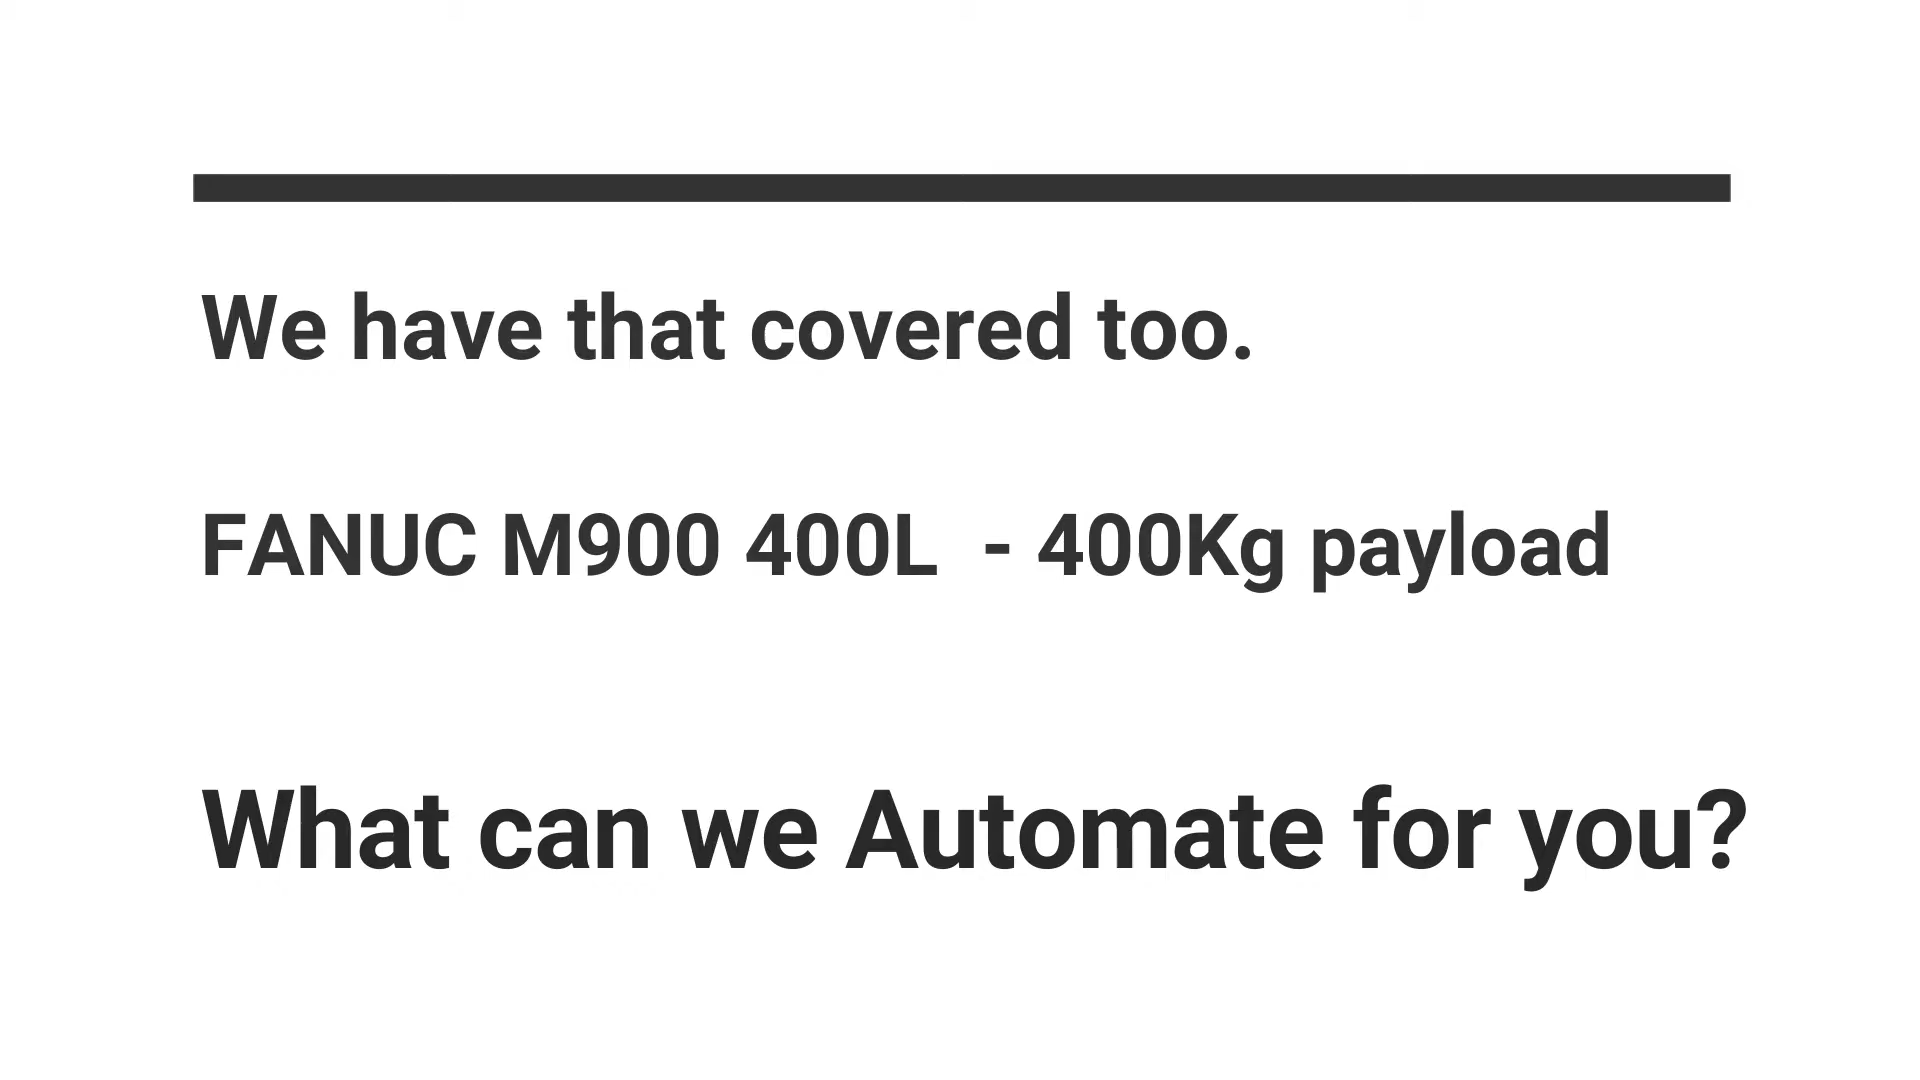 We have that covered too.
FANUC M900 400L  - 400Kg payload
What can we Automate for you?